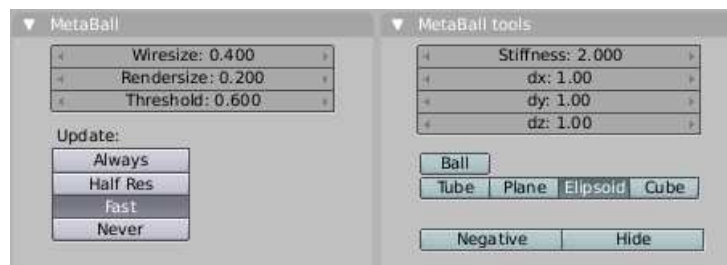 MetaBall
Wiresize: 0.400
Rendersize: 0.200
Threshold: 0.600
Update:
Always
Half Res
Fast
Never
MetaBall tools
Stiffness: 2.000
dx: 1.00
dy: 1.00
dz: 1.00
Ball
Tube Plane Elipsoid Cube
Negative Hide